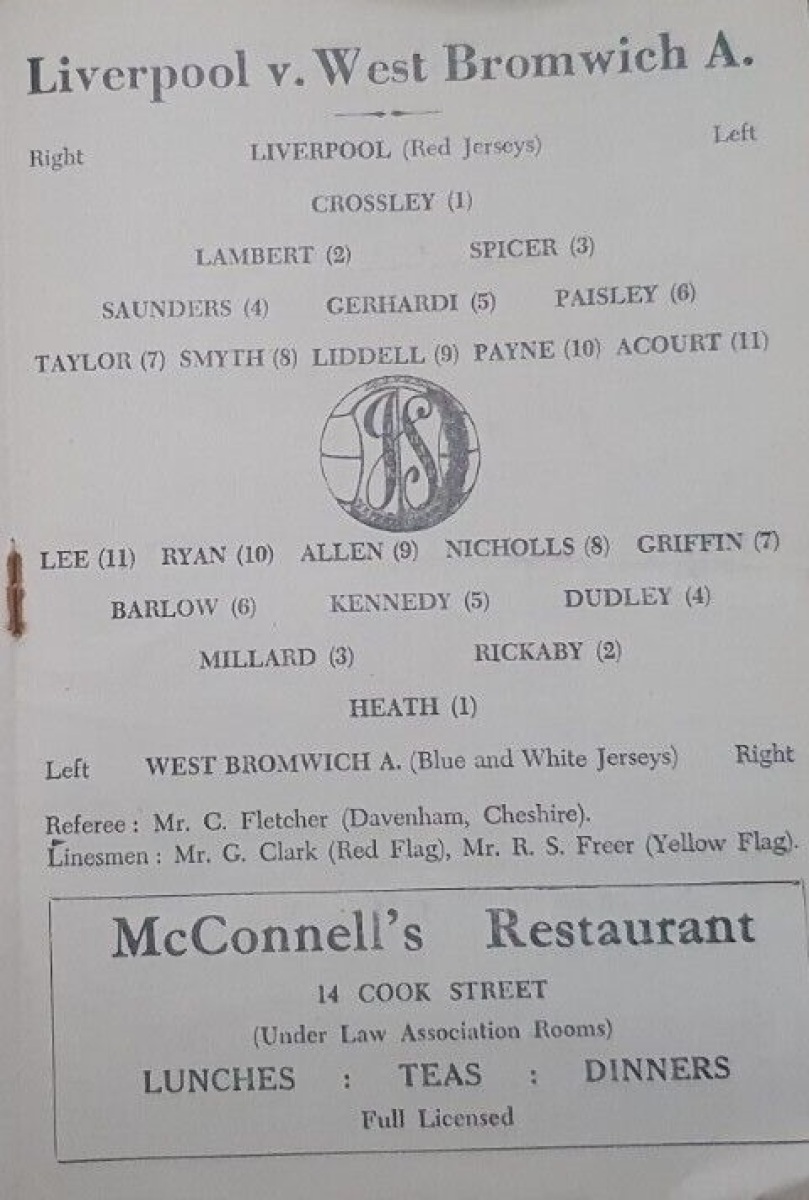 Liverpool v. West Bromwich A.
Right LIVERPOOL (Red Jerseys) Left
CROSSLEY (1)
LAMBERT (2) SPICER (3)
SAUNDERS (4) GERHARDI (5) PAISLEY (6)
TAYLOR (7) SMYTH (8) LIDDELL (9) PAYNE (10) ACOURT (11)
LEE (11) RYAN (10) ALLEN (9) NICHOLLS (8) GRIFFIN (7)
BARLOW (6) KENNEDY (5) DUDLEY (4)
MILLARD (3) RICKABY (2)
HEATH (1)
Left WEST BROMWICH A. (Blue and White Jerseys) Right
Referee : Mr. C. Fletcher (Davenham, Cheshire).
Linesmen : Mr. G. Clark (Red Flag), Mr. R. S. Freer (Yellow Flag).
McConnell's Restaurant
14 COOK STREET
(Under Law Association Rooms)
LUNCHES : TEAS : DINNERS
Full Licensed